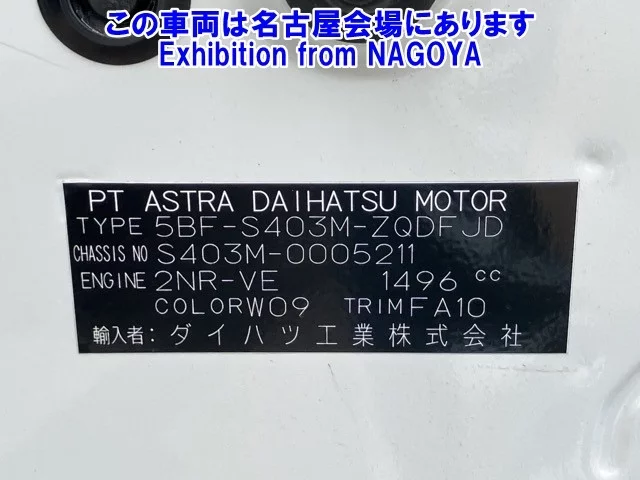 この車両は名古屋会場にあります
Exhibition from NAGOYA
PT ASTRA DAIHATSU MOTOR
TYPE 5BF-S403M-ZQDFJD
CHASSIS NO S403M-0005211
ENGINE 2NR-VE 1496 cc
COLOR W09 TRIM FA10
輸入者: ダイハツ工業株式会社